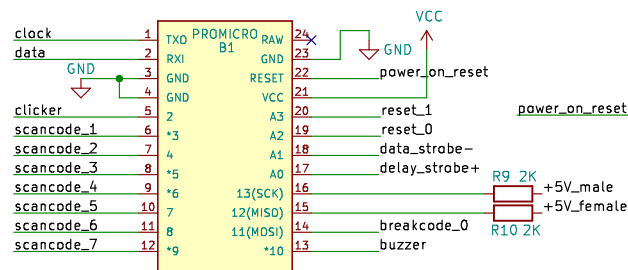 VCC
clock 1 TXO PROMICRO RAW 24
B1
data 2 RXI GND 23 GND
GND 3 GND RESET 22 power_on_reset
4 GND VCC 21
clicker 5 2 A3 20 reset_1 power_on_reset
scancode_1 6 *3 A2 19 reset_0
scancode_2 7 4 A1 18 data_strobe-
scancode_3 8 *5 A0 17 delay_strobe+
scancode_4 9 *6 13(SCK) 16 R9 2K +5V_male
scancode_5 10 7 12(MISO) 15 R10 2K +5V_female
scancode_6 11 8 11(MOSI) 14 breakcode_0
scancode_7 12 *9 *10 13 buzzer